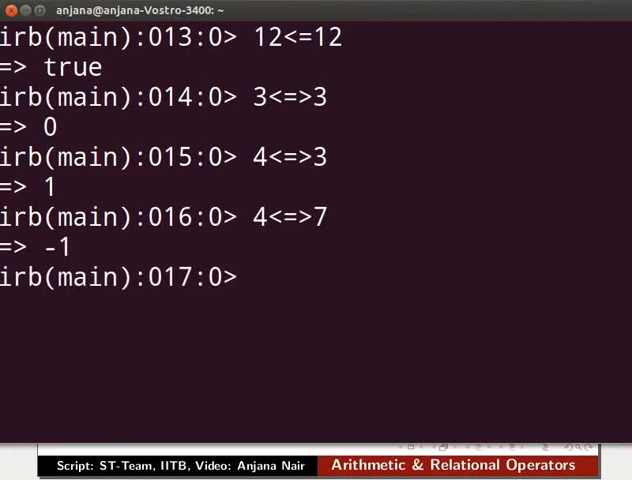 anjana@anjana-Vostro-3400: ~
irb(main):013:0> 12<=12
=> true
irb(main):014:0> 3<=>3
=> 0
irb(main):015:0> 4<=>3
=> 1
irb(main):016:0> 4<=>7
=> -1
irb(main):017:0>
Script: ST-Team, IITB, Video: Anjana Nair
Arithmetic & Relational Operators